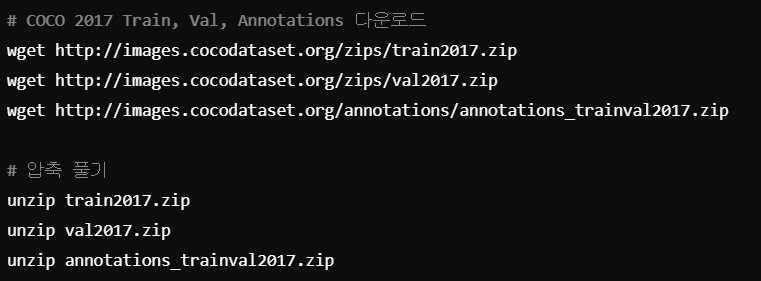 # COCO 2017 Train, Val, Annotations 다운로드
wget http://images.cocodataset.org/zips/train2017.zip
wget http://images.cocodataset.org/zips/val2017.zip
wget http://images.cocodataset.org/annotations/annotations_trainval2017.zip
# 압축 풀기
unzip train2017.zip
unzip val2017.zip
unzip annotations_trainval2017.zip